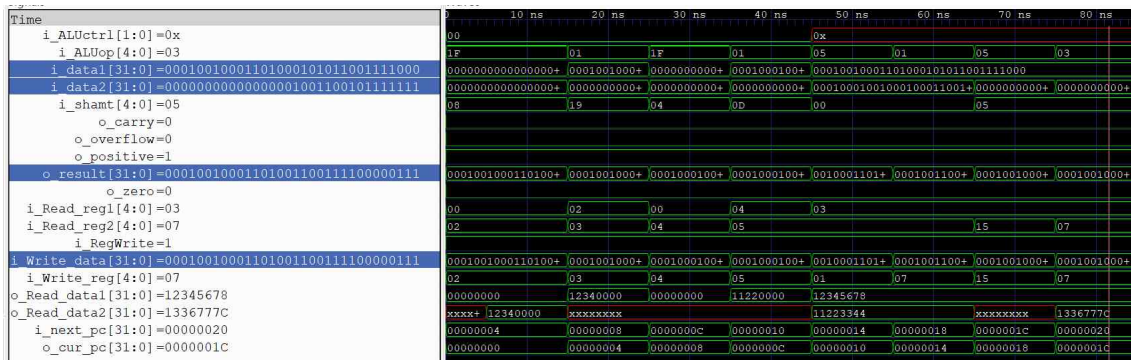 Time
10 ns 20 ns 30 ns 40 ns 50 ns 60 ns 70 ns 80 ns
i_ALUctrl[1:0]=0x 00 0x
i_ALUop[4:0]=03 1F 01 1F 01 05 01 05 03
i_data1[31:0]=00010010001101000101011001111000 0000000000000000+ 0001001000+ 0000000000+ 0001000100+ 00010010001101000101011001111000
i_data2[31:0]=00000000000000001001100101111111 0000000000000000+ 0000000000+ 0000000000+ 0000000000+ 00010001001000100011001+ 0000000000+ 0000000000+
i_shamt[4:0]=05 08 19 04 0D 00 05
o_carry=0
o_overflow=0
o_positive=1
o_result[31:0]=00010010001101001100111100000111 0001001000110100+ 0001001000+ 0001000100+ 0001000100+ 0010001101+ 0001001100+ 0001001000+ 0001001000+
o_zero=0
i_Read_reg1[4:0]=03 00 02 00 04 03
i_Read_reg2[4:0]=07 02 03 04 05 15 07
i_RegWrite=1
i_Write_data[31:0]=00010010001101001100111100000111 0001001000110100+ 0001001000+ 0001000100+ 0001000100+ 0010001101+ 0001001100+ 0001001000+ 0001001000+
i_Write_reg[4:0]=07 02 03 04 05 01 07 15 07
o_Read_data1[31:0]=12345678 00000000 12340000 00000000 11220000 12345678
o_Read_data2[31:0]=1336777C xxxx+ 12340000 xxxxxxxx 11223344 xxxxxxxx 1336777C
i_next_pc[31:0]=00000020 00000004 00000008 0000000C 00000010 00000014 00000018 0000001C 00000020
o_cur_pc[31:0]=0000001C 00000000 00000004 00000008 0000000C 00000010 00000014 00000018 0000001C